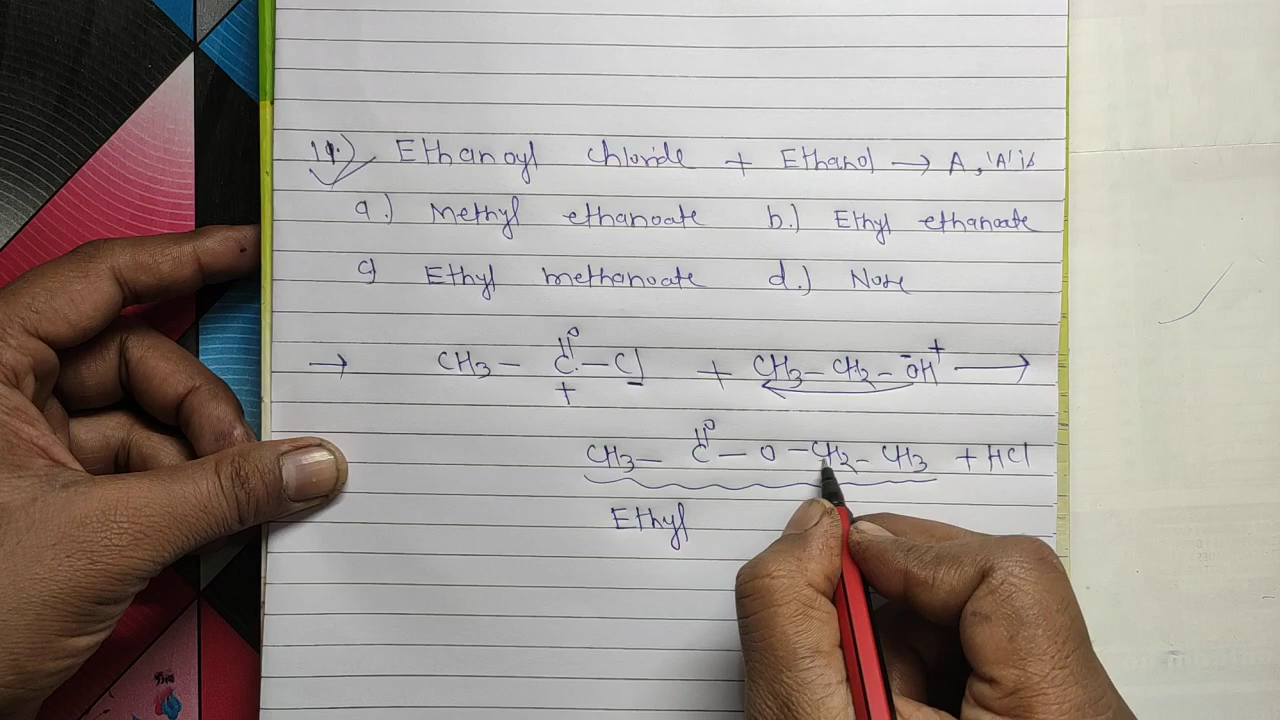 19.) Ethanoyl chloride + Ethanol → A, 'A' is
a.) Methyl ethanoate b.) Ethyl ethanoate
c) Ethyl methanoate d.) None
→ CH3 - C - Cl + CH3 - CH2 - OH →
CH3 - C - O - CH2 - CH3 + HCl
Ethyl